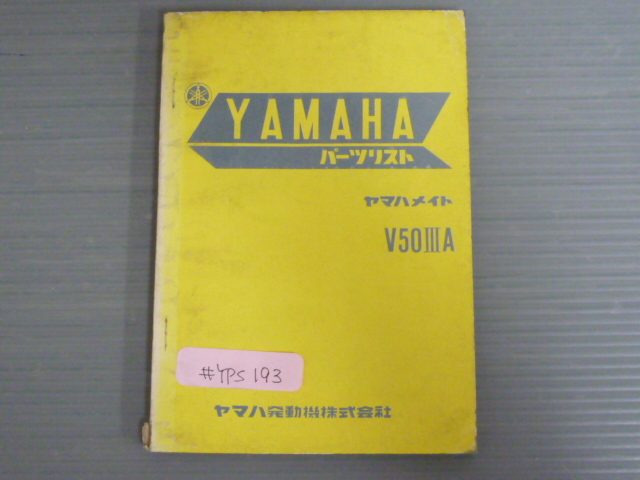 YAMAHA
パーツリスト
ヤマハメイト
V50ⅢA
#YPS 193
ヤマハ発動機株式会社